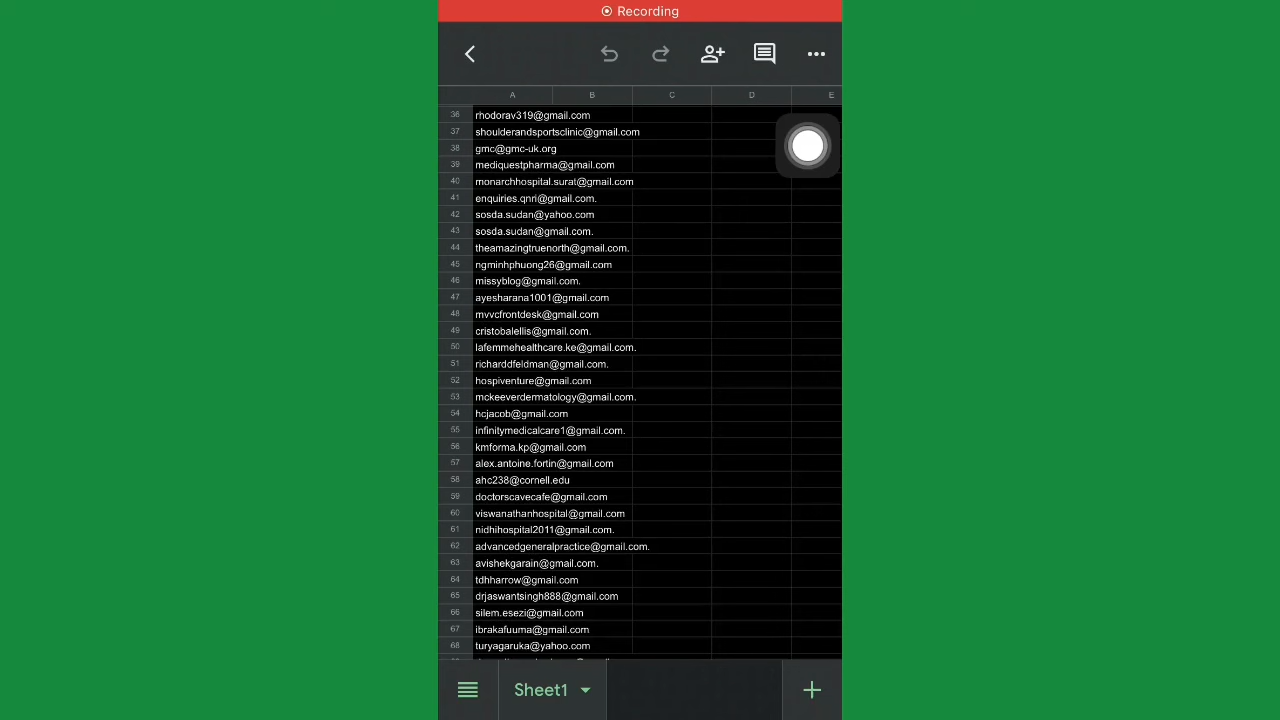 Recording
A B C D E
36 rhodorav319@gmail.com
37 shoulderandsportsclinic@gmail.com
38 gmc@gmc-uk.org
39 mediquestpharma@gmail.com
40 monarchhospital.surat@gmail.com
41 enquiries.qnri@gmail.com.
42 sosda.sudan@yahoo.com
43 sosda.sudan@gmail.com.
44 theamazingtruenorth@gmail.com.
45 ngminhphuong26@gmail.com
46 missyblog@gmail.com.
47 ayesharana1001@gmail.com
48 mvvcfrontdesk@gmail.com
49 cristobalellis@gmail.com.
50 lafemmehealthcare.ke@gmail.com.
51 richarddfeldman@gmail.com.
52 hospiventure@gmail.com
53 mckeeverdermatology@gmail.com.
54 hcjacob@gmail.com
55 infinitymedicalcare1@gmail.com.
56 kmforma.kp@gmail.com
57 alex.antoine.fortin@gmail.com
58 ahc238@cornell.edu
59 doctorscavecafe@gmail.com
60 viswanathanhospital@gmail.com
61 nidhihospital2011@gmail.com.
62 advancedgeneralpractice@gmail.com.
63 avishekgarain@gmail.com.
64 tdhharrow@gmail.com
65 drjaswantsingh888@gmail.com
66 silem.esezi@gmail.com
67 ibrakafuuma@gmail.com
68 turyagaruka@yahoo.com
Sheet1